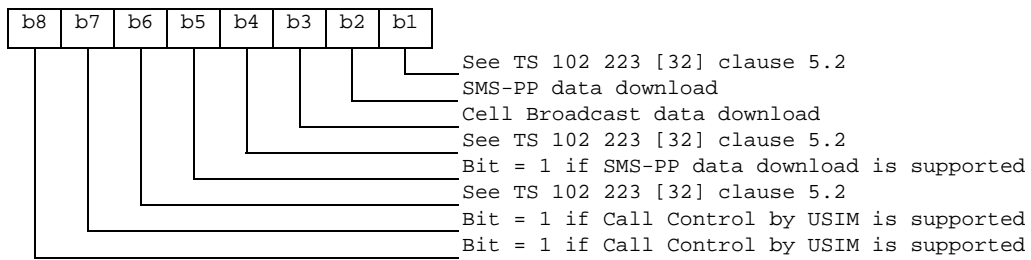 b8 b7 b6 b5 b4 b3 b2 b1
See TS 102 223 [32] clause 5.2
SMS-PP data download
Cell Broadcast data download
See TS 102 223 [32] clause 5.2
Bit = 1 if SMS-PP data download is supported
See TS 102 223 [32] clause 5.2
Bit = 1 if Call Control by USIM is supported
Bit = 1 if Call Control by USIM is supported